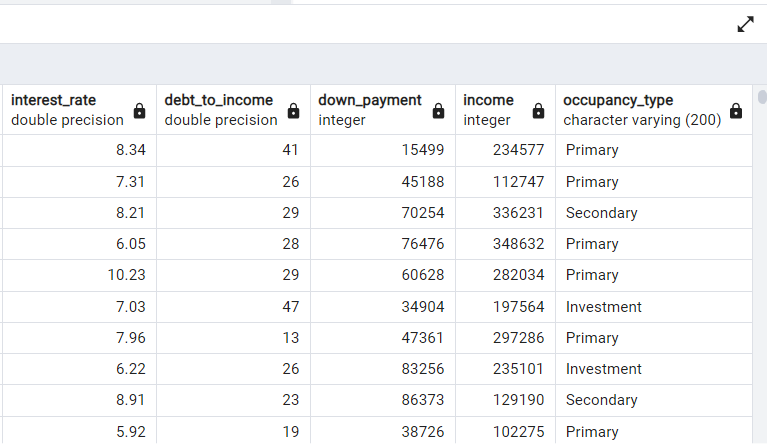 interest_rate debt_to_income down_payment income occupancy_type
double precision double precision integer integer character varying (200)
8.34 41 15499 234577 Primary
7.31 26 45188 112747 Primary
8.21 29 70254 336231 Secondary
6.05 28 76476 348632 Primary
10.23 29 60628 282034 Primary
7.03 47 34904 197564 Investment
7.96 13 47361 297286 Primary
6.22 26 83256 235101 Investment
8.91 23 86373 129190 Secondary
5.92 19 38726 102275 Primary